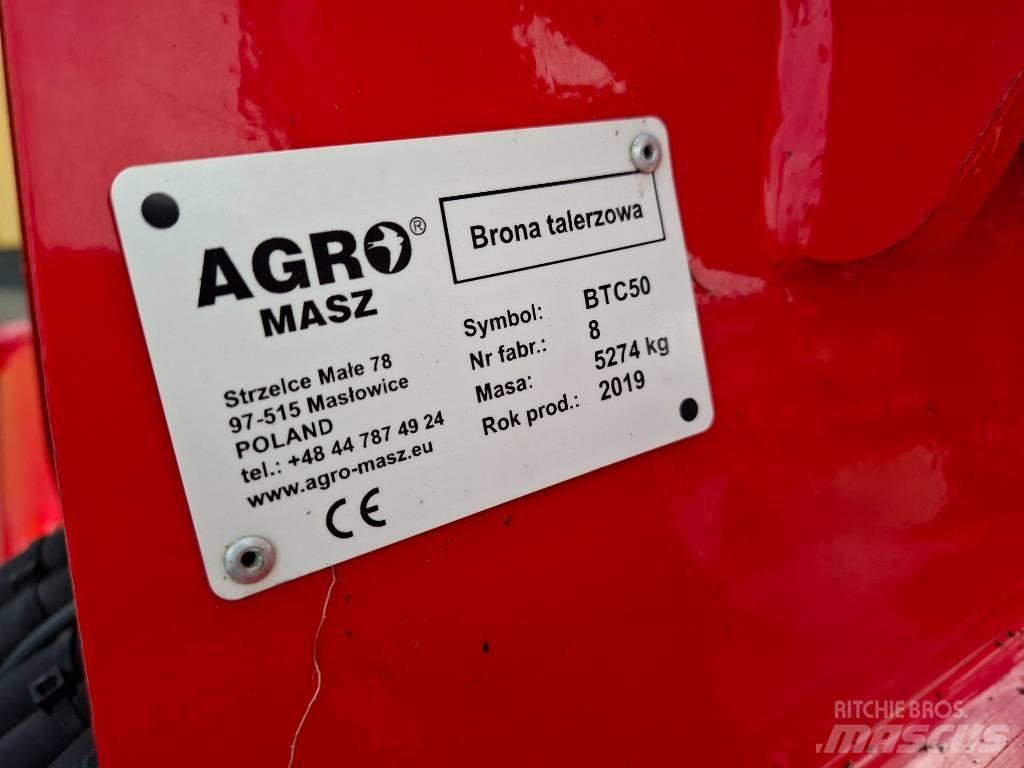 AGRO®
MASZ
Brona talerzowa
Strzelce Małe 78
97-515 Masłowice
POLAND
tel.: +48 44 787 49 24
www.agro-masz.eu
CE
Symbol: BTC50
Nr fabr.: 8
Masa: 5274 kg
Rok prod.: 2019
RITCHIE BROS.
MASCUS